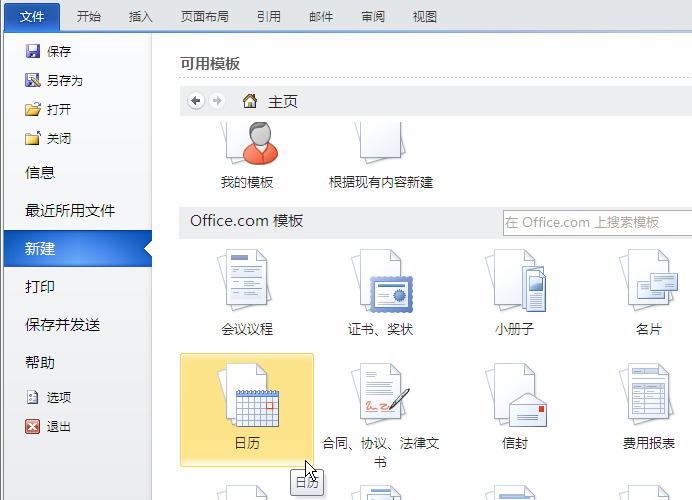 文件 开始 插入 页面布局 引用 邮件 审阅 视图
保存
另存为
打开
关闭
信息
最近所用文件
新建
打印
保存并发送
帮助
选项
退出
可用模板
主页
我的模板 根据现有内容新建
Office.com 模板 在 Office.com 上搜索模板
会议议程 证书、奖状 小册子 名片
日历 合同、协议、法律文
书 信封 费用报表
日历